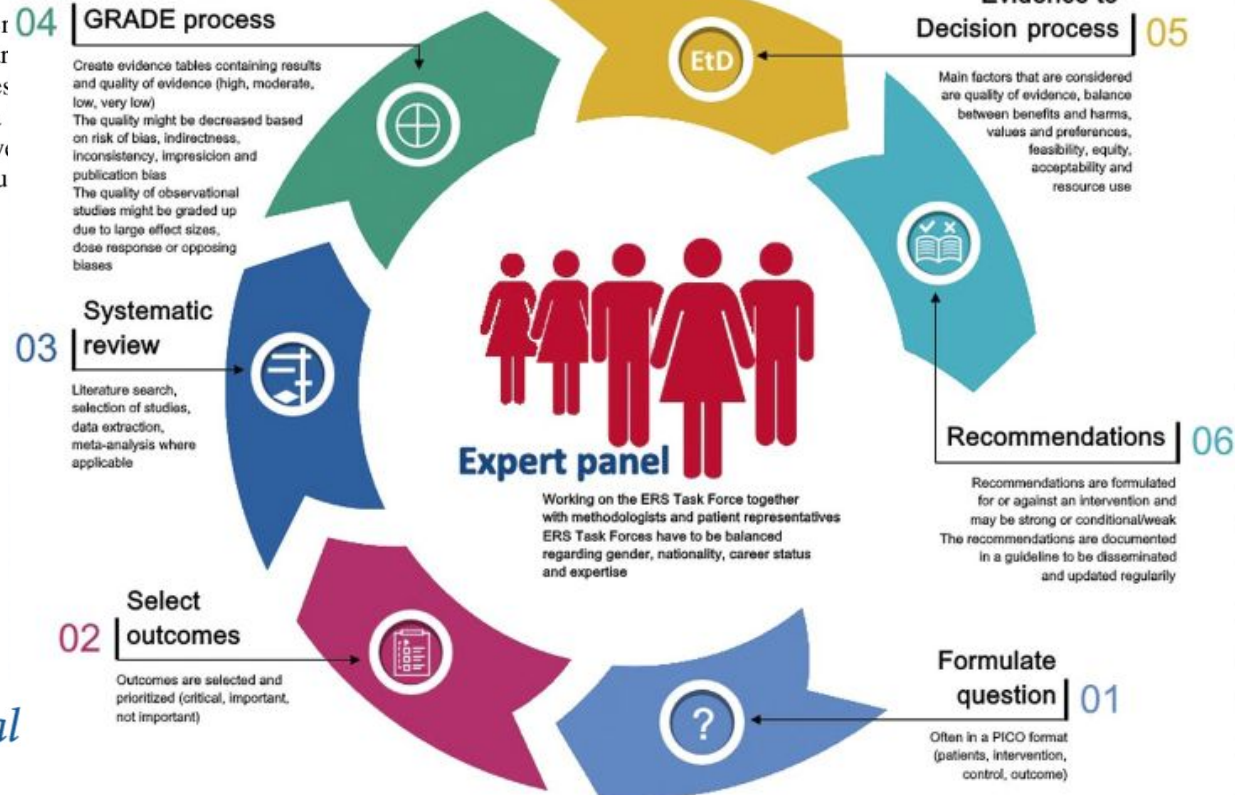 04
GRADE process
Create evidence tables containing results
and quality of evidence (high, moderate,
low, very low)
The quality might be decreased based
on risk of bias, indirectness,
inconsistency, impresicion and
publication bias
The quality of observational
studies might be graded up
due to large effect sizes,
dose response or opposing
biases
EtD
Decision process
05
Main factors that are considered
are quality of evidence, balance
between benefits and harms,
values and preferences,
feasibility, equity,
acceptability and
resource use
03
Systematic
review
Literature search,
selection of studies,
data extraction,
meta-analysis where
applicable
Expert panel
Working on the ERS Task Force together
with methodologists and patient representatives
ERS Task Forces have to be balanced
regarding gender, nationality, career status
and expertise
Recommendations
06
Recommendations are formulated
for or against an intervention and
may be strong or conditional/weak
The recommendations are documented
in a guideline to be disseminated
and updated regularily
02
Select
outcomes
Outcomes are selected and
prioritized (critical, important,
not important)
?
Formulate
question
01
Often in a PICO format
(patients, intervention,
control, outcome)